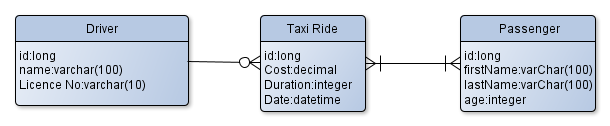 Driver
id:long
name:varchar(100)
Licence No:varchar(10)
Taxi Ride
id:long
Cost:decimal
Duration:integer
Date:datetime
Passenger
id:long
firstName:varChar(100)
lastName:varChar(100)
age:integer